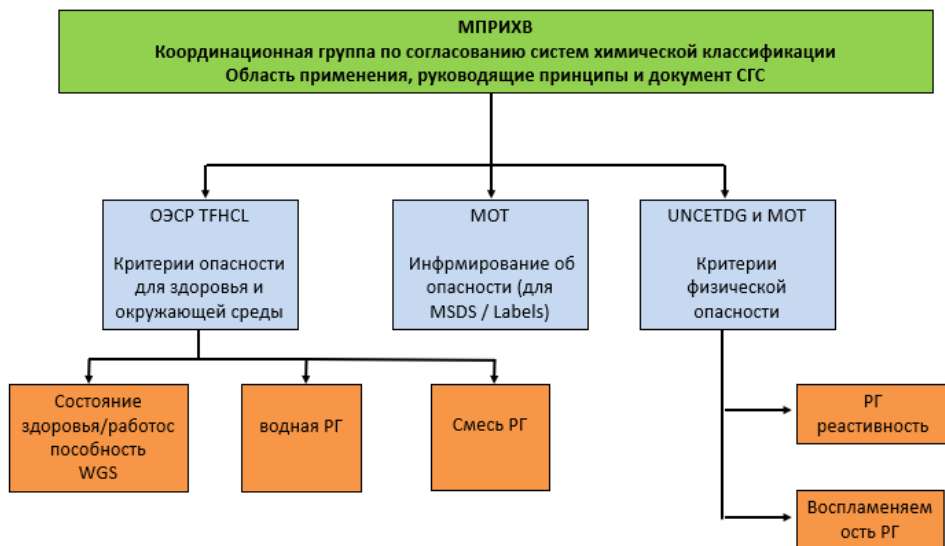 МПРИХВ
Координационная группа по согласованию систем химической классификации
Область применения, руководящие принципы и документ СГС
ОЭСР TFHCL
Критерии опасности
для здоровья и
окружающей среды
МОТ
Инфрмирование об
опасности (для
MSDS / Labels)
UNCETDG и МОТ
Критерии
физической
опасности
Состояние
здоровья/работос
пособность
WGS
водная РГ
Смесь РГ
РГ
реактивность
Воспламеняем
ость РГ